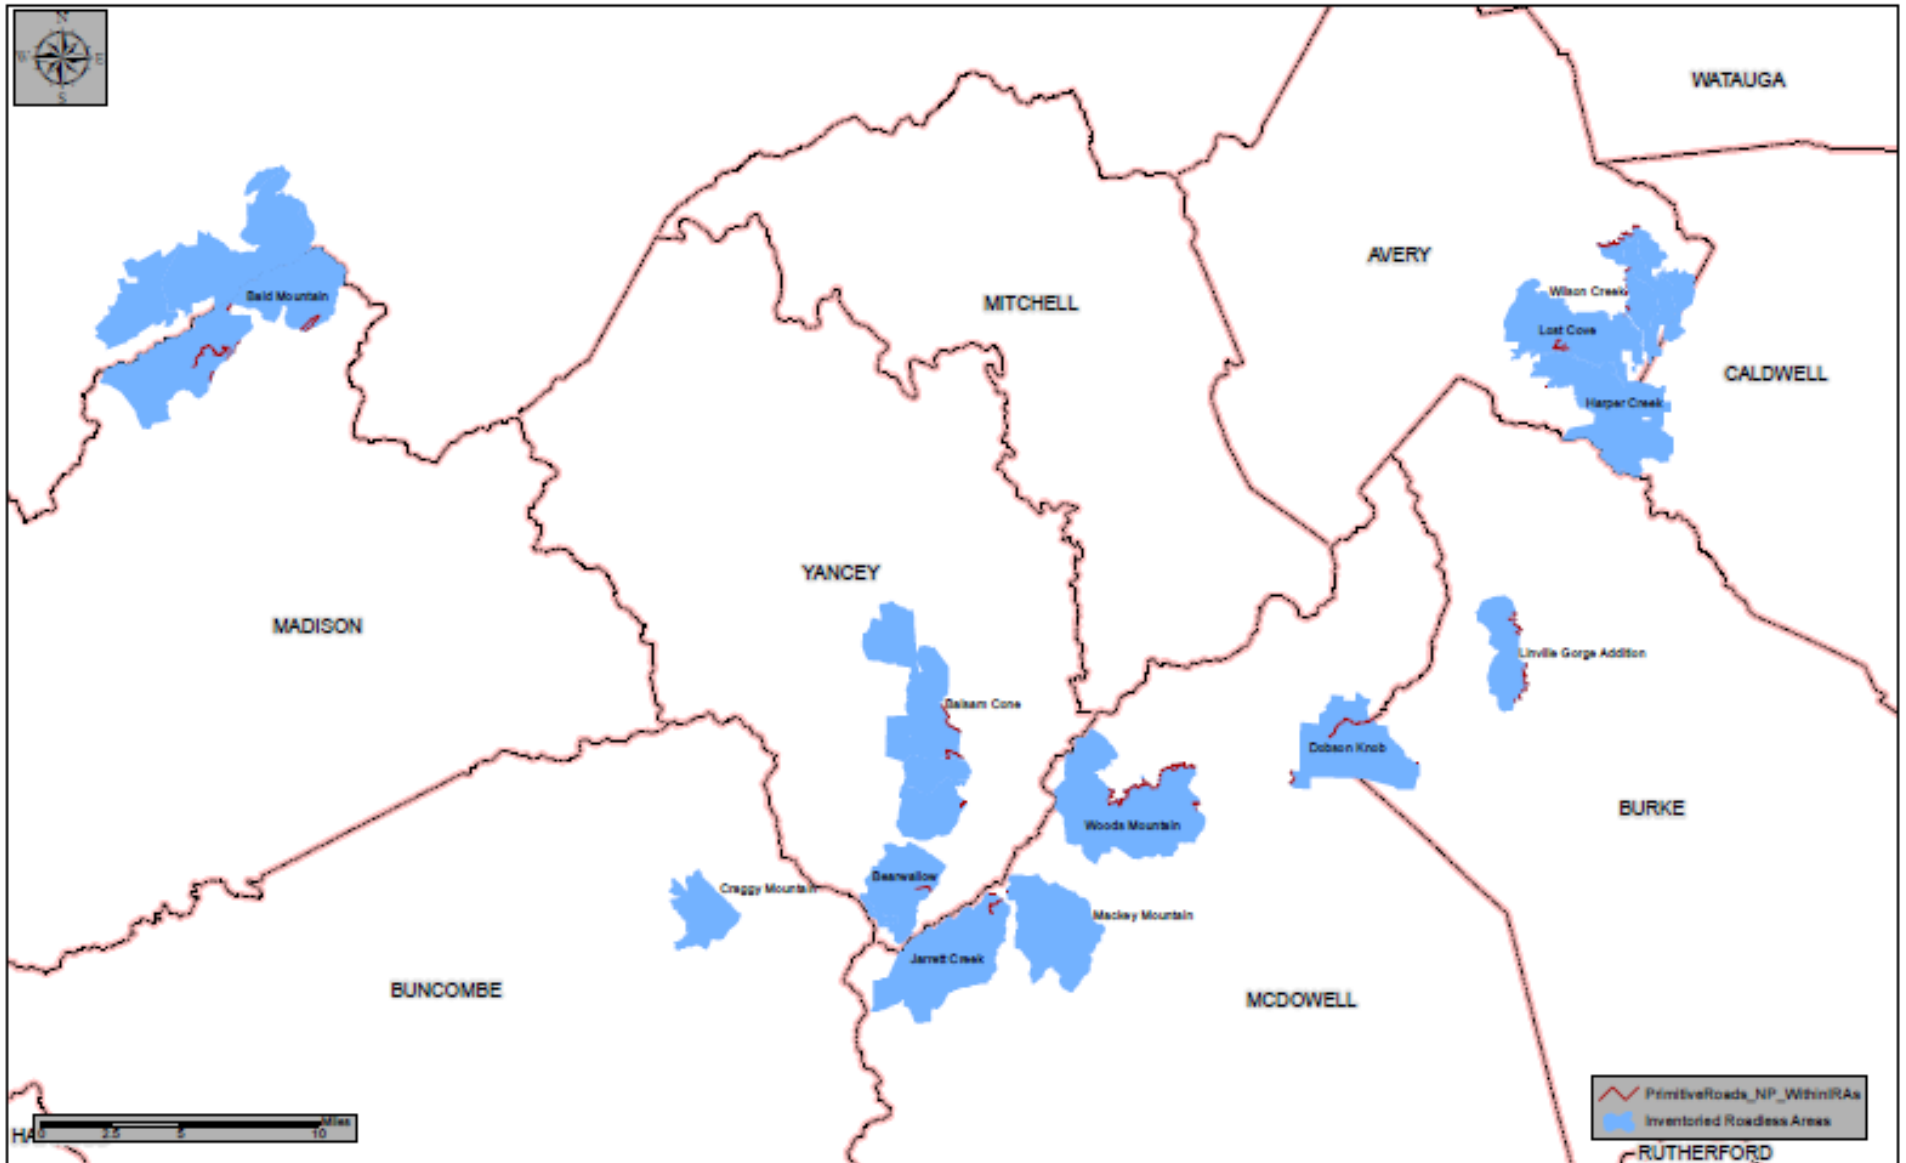 N
W
E
S
WATAUGA
AVERY
Wilson Creek
Bald Mountain
MITCHELL
Lost Cove
CALDWELL
Harper Creek
YANCEY
MADISON
Linville Gorge Addition
Balsam Cone
Dobson Knob
BURKE
Woods Mountain
Bearwallow
Craggy Mountain
Mackey Mountain
Jarrett Creek
BUNCOMBE
MCDOWELL
PrimitiveRoads_NP_WithinIRAs
Inventoried Roadless Areas
Miles
0 2.5 5 10
RUTHERFORD